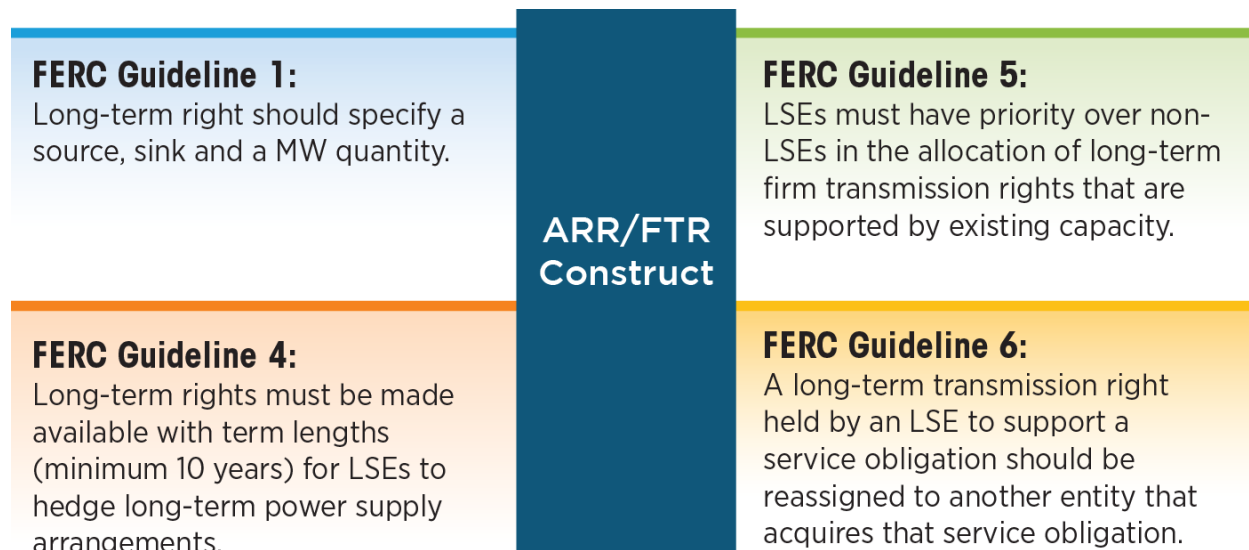 FERC Guideline 1:
Long-term right should specify a
source, sink and a MW quantity.
FERC Guideline 4:
Long-term rights must be made
available with term lengths
(minimum 10 years) for LSEs to
hedge long-term power supply
arrangements.
ARR/FTR
Construct
FERC Guideline 5:
LSEs must have priority over non-
LSEs in the allocation of long-term
firm transmission rights that are
supported by existing capacity.
FERC Guideline 6:
A long-term transmission right
held by an LSE to support a
service obligation should be
reassigned to another entity that
acquires that service obligation.